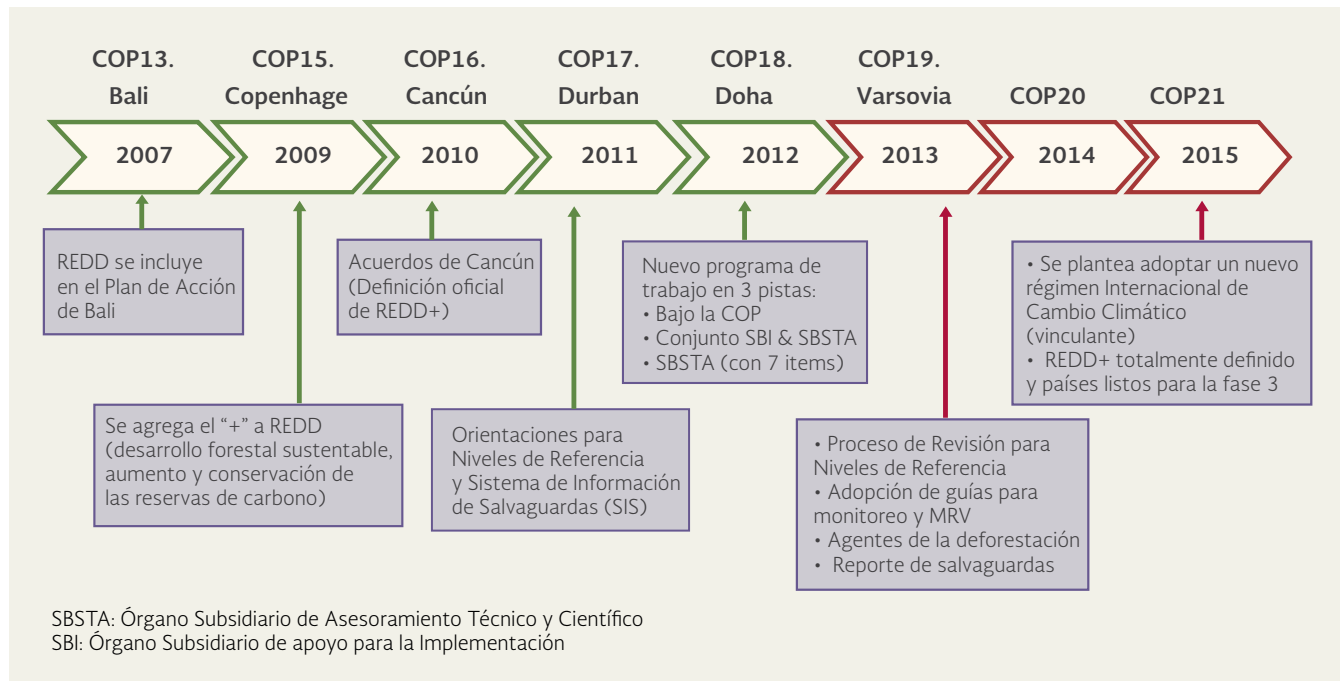 COP13.
Bali
COP15.
Copenhage
COP16.
Cancún
COP17.
Durban
COP18.
Doha
COP19.
Varsovia
COP20
COP21
2007
2009
2010
2011
2012
2013
2014
2015
REDD se incluye
en el Plan de Acción
de Bali
Acuerdos de Cancún
(Definición oficial
de REDD+)
Nuevo programa de
trabajo en 3 pistas:
• Bajo la COP
• Conjunto SBI & SBSTA
• SBSTA (con 7 items)
• Se plantea adoptar un nuevo
régimen Internacional de
Cambio Climático
(vinculante)
• REDD+ totalmente definido
y países listos para la fase 3
Se agrega el “+” a REDD
(desarrollo forestal sustentable,
aumento y conservación de
las reservas de carbono)
Orientaciones para
Niveles de Referencia
y Sistema de Información
de Salvaguardas (SIS)
• Proceso de Revisión para
Niveles de Referencia
• Adopción de guías para
monitoreo y MRV
• Agentes de la deforestación
• Reporte de salvaguardas
SBSTA: Órgano Subsidiario de Asesoramiento Técnico y Científico
SBI: Órgano Subsidiario de apoyo para la Implementación